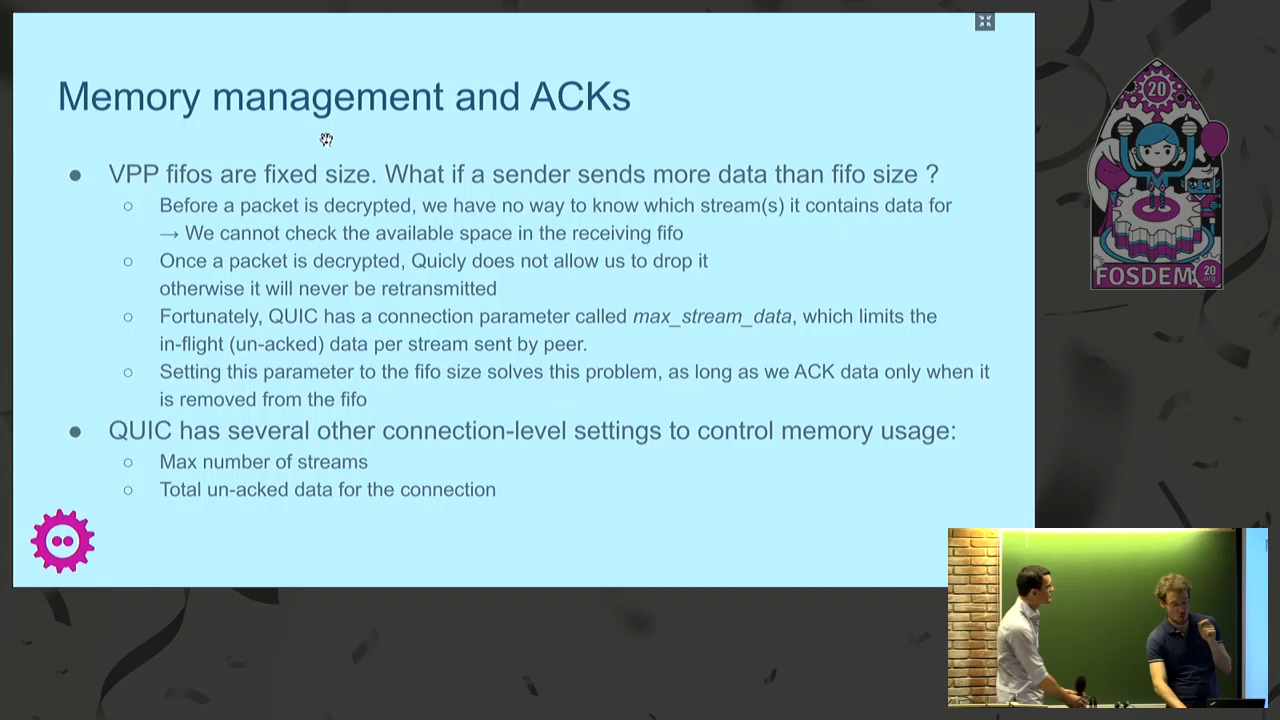 Memory management and ACKs
● VPP fifos are fixed size. What if a sender sends more data than fifo size ?
○ Before a packet is decrypted, we have no way to know which stream(s) it contains data for
→ We cannot check the available space in the receiving fifo
○ Once a packet is decrypted, Quicly does not allow us to drop it
otherwise it will never be retransmitted
○ Fortunately, QUIC has a connection parameter called max_stream_data, which limits the
in-flight (un-acked) data per stream sent by peer.
○ Setting this parameter to the fifo size solves this problem, as long as we ACK data only when it
is removed from the fifo
● QUIC has several other connection-level settings to control memory usage:
○ Max number of streams
○ Total un-acked data for the connection
20
FOSDEM
20
.org